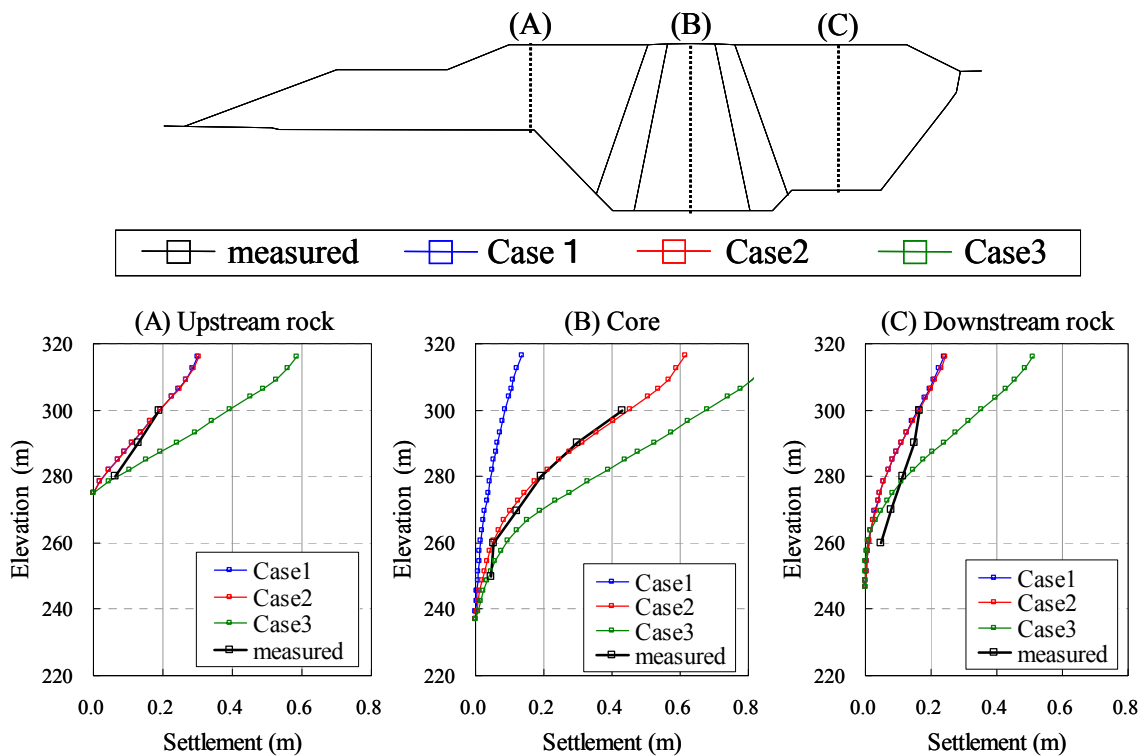 (A) (B) (C)
measured Case 1 Case2 Case3
(A) Upstream rock
320
300
280
260
240
220
Elevation (m)
Case1
Case2
Case3
measured
0.0 0.2 0.4 0.6 0.8
Settlement (m)
(B) Core
320
300
280
260
240
220
Elevation (m)
Case1
Case2
Case3
measured
0.0 0.2 0.4 0.6 0.8
Settlement (m)
(C) Downstream rock
320
300
280
260
240
220
Elevation (m)
Case1
Case2
Case3
measured
0.0 0.2 0.4 0.6 0.8
Settlement (m)